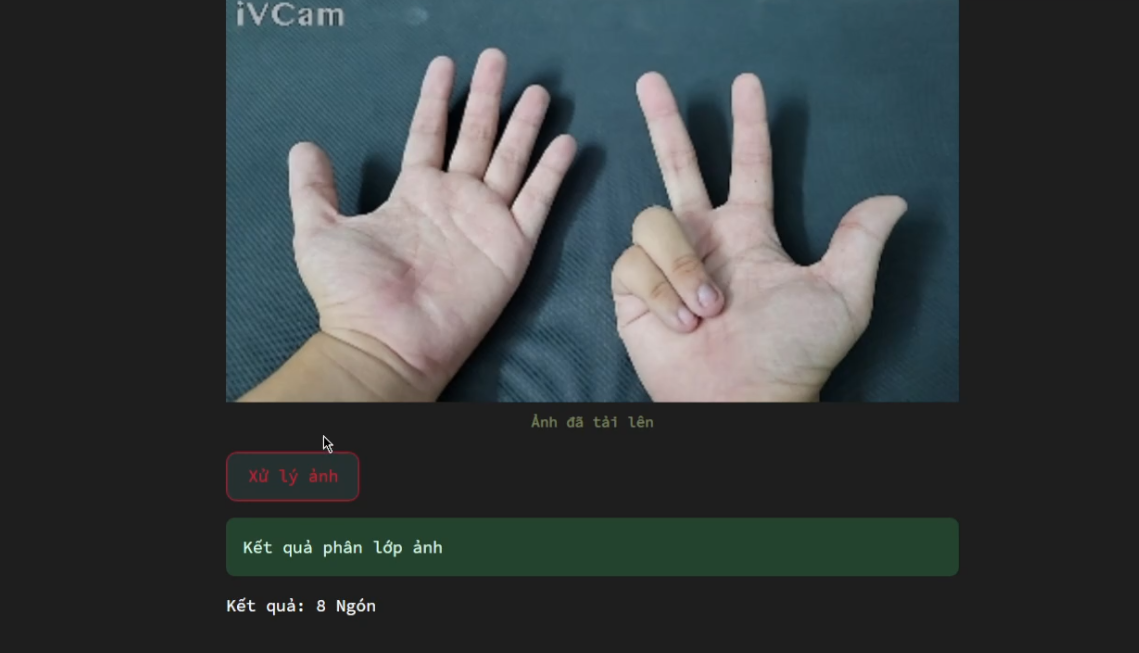 iVCam
Ảnh đã tải lên
Xử lý ảnh
Kết quả phân lớp ảnh
Kết quả: 8 Ngón